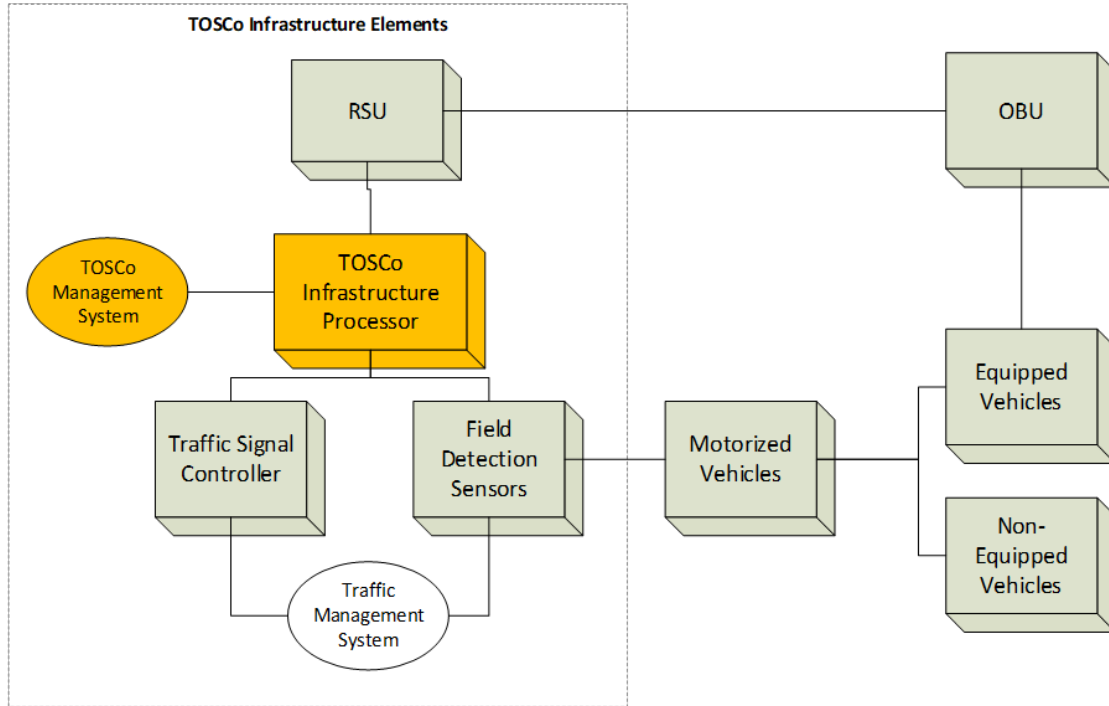 TOSCo Infrastructure Elements
RSU
OBU
TOSCo
Management
System
TOSCo
Infrastructure
Processor
Traffic Signal
Controller
Field
Detection
Sensors
Motorized
Vehicles
Equipped
Vehicles
Non-
Equipped
Vehicles
Traffic
Management
System